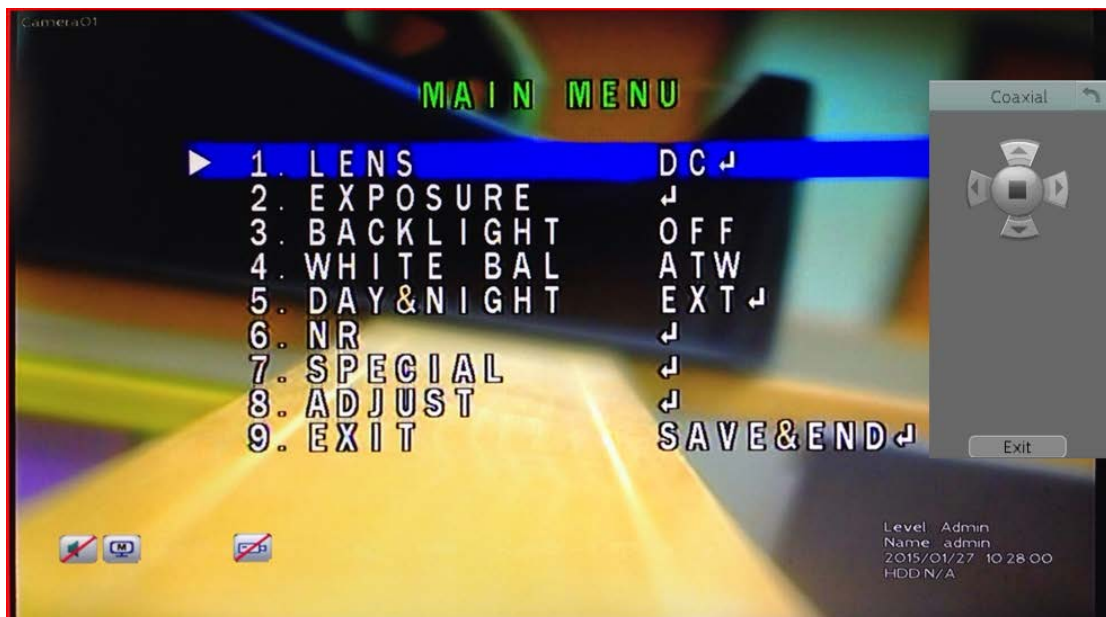 Camera01
MAIN MENU
1. LENS DC↲
2. EXPOSURE ↲
3. BACKLIGHT OFF
4. WHITE BAL ATW
5. DAY&NIGHT EXT↲
6. NR ↲
7. SPECIAL ↲
8. ADJUST ↲
9. EXIT SAVE&END↲
Coaxial
Exit
M
Level Admin
Name admin
2015/01/27 10:28:00
HDD N/A